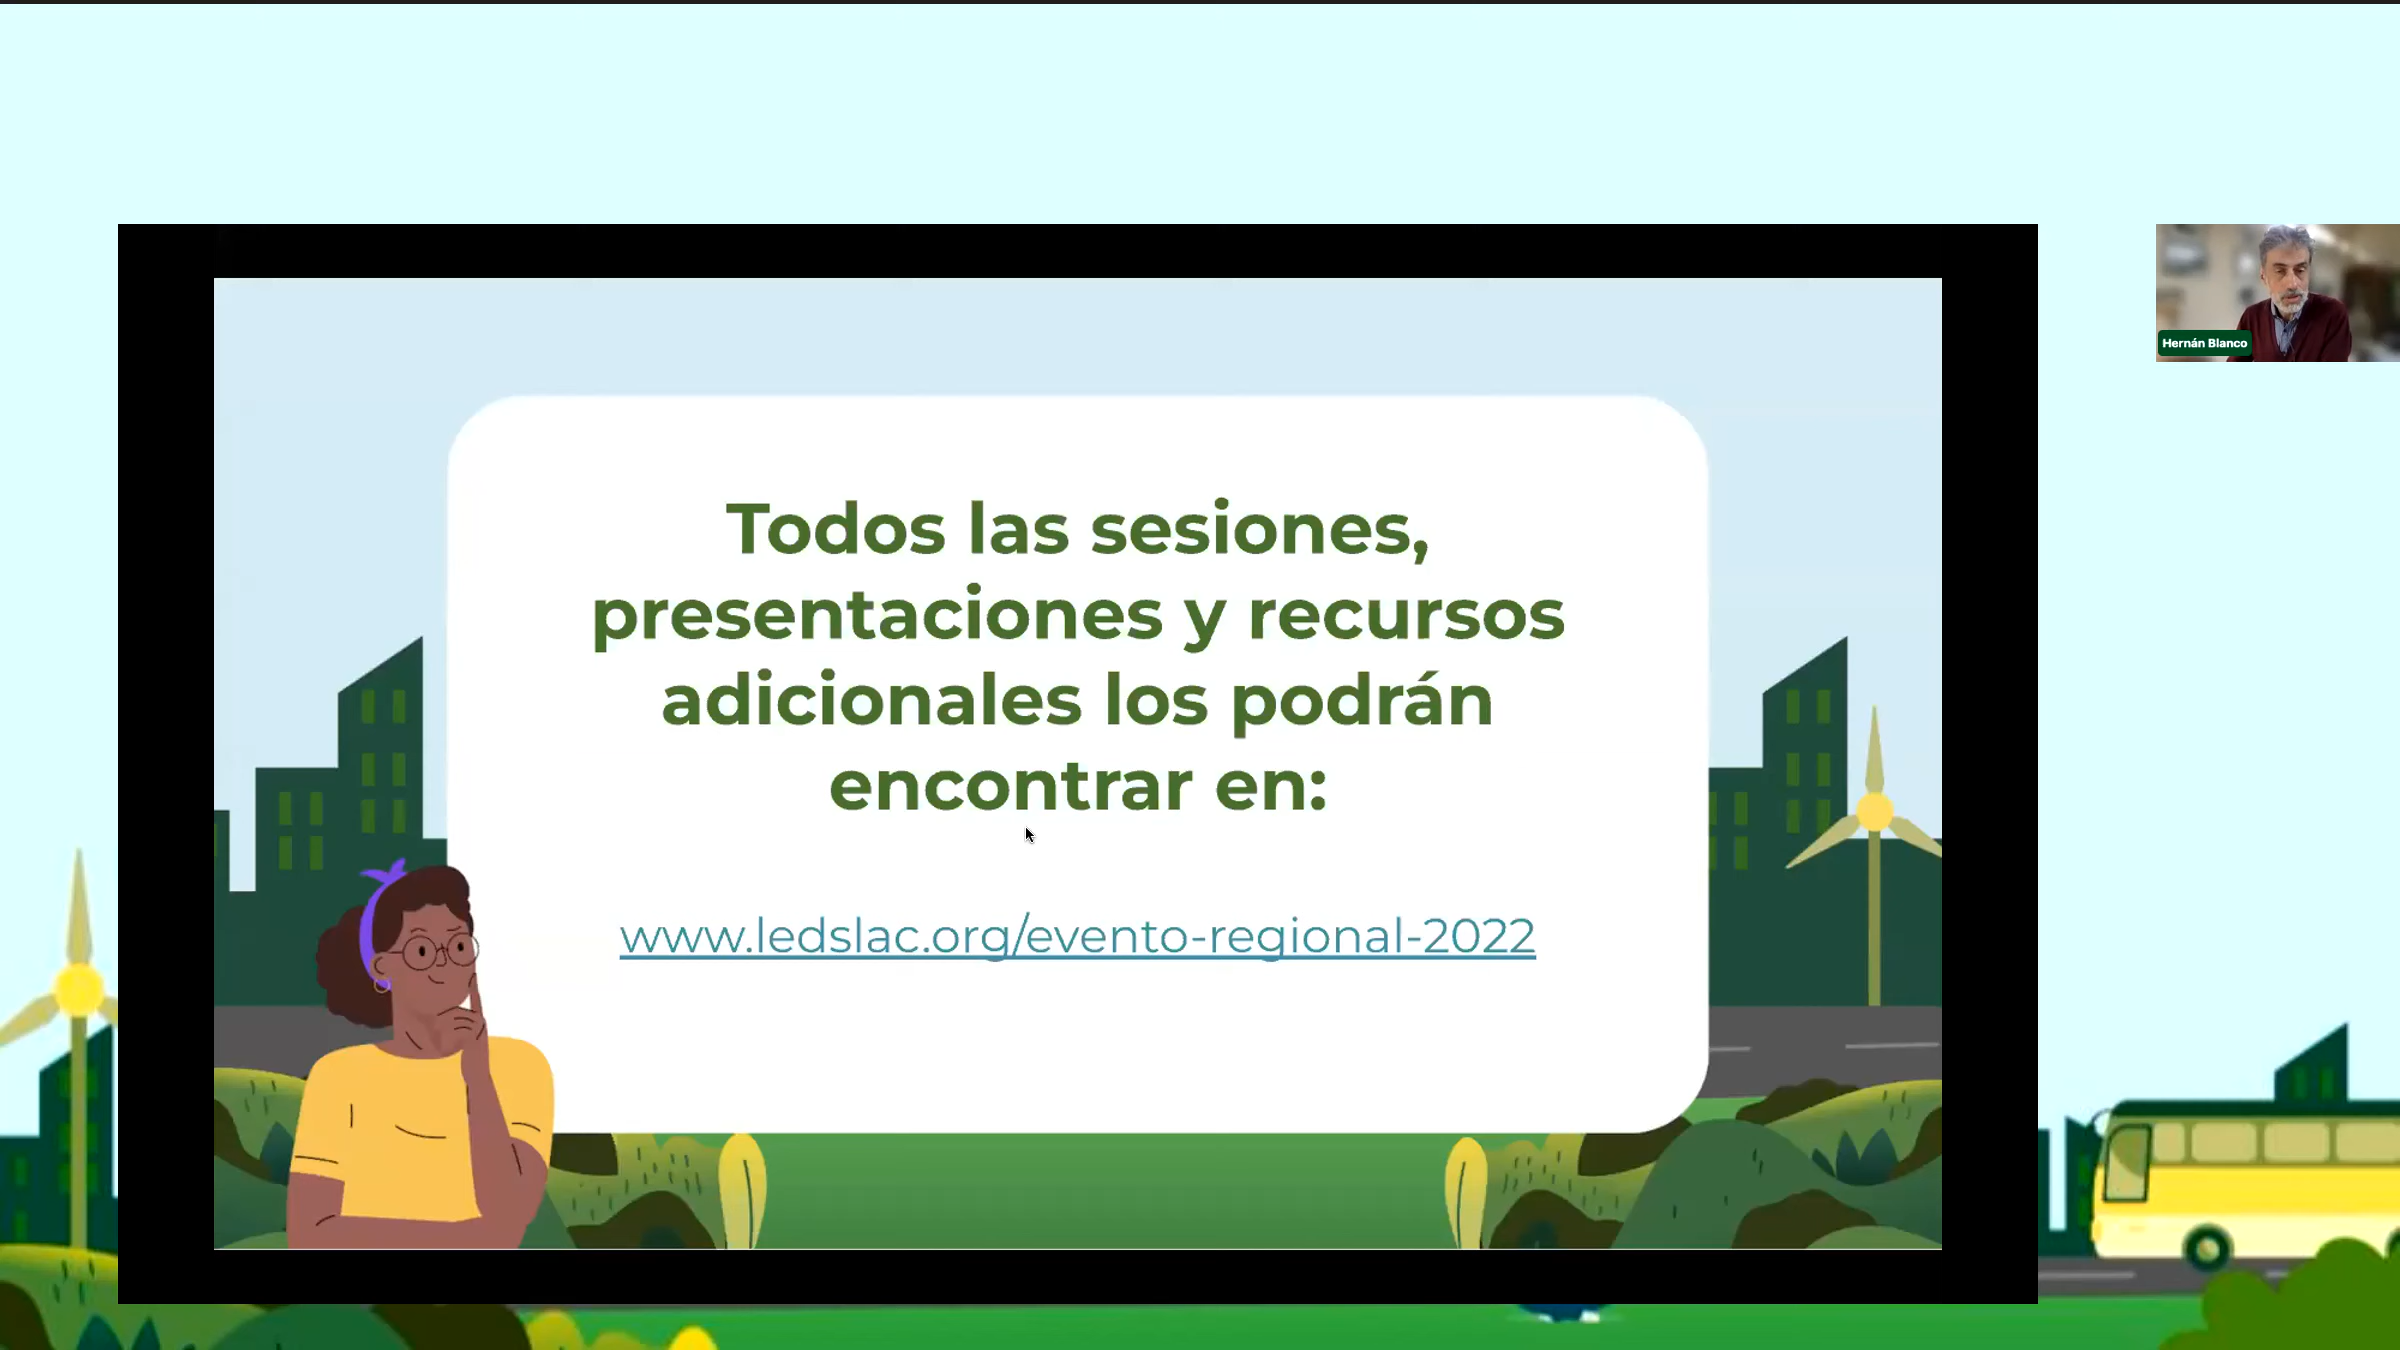 Todos las sesiones,
presentaciones y recursos
adicionales los podrán
encontrar en:
www.ledslac.org/evento-regional-2022
Hernán Blanco